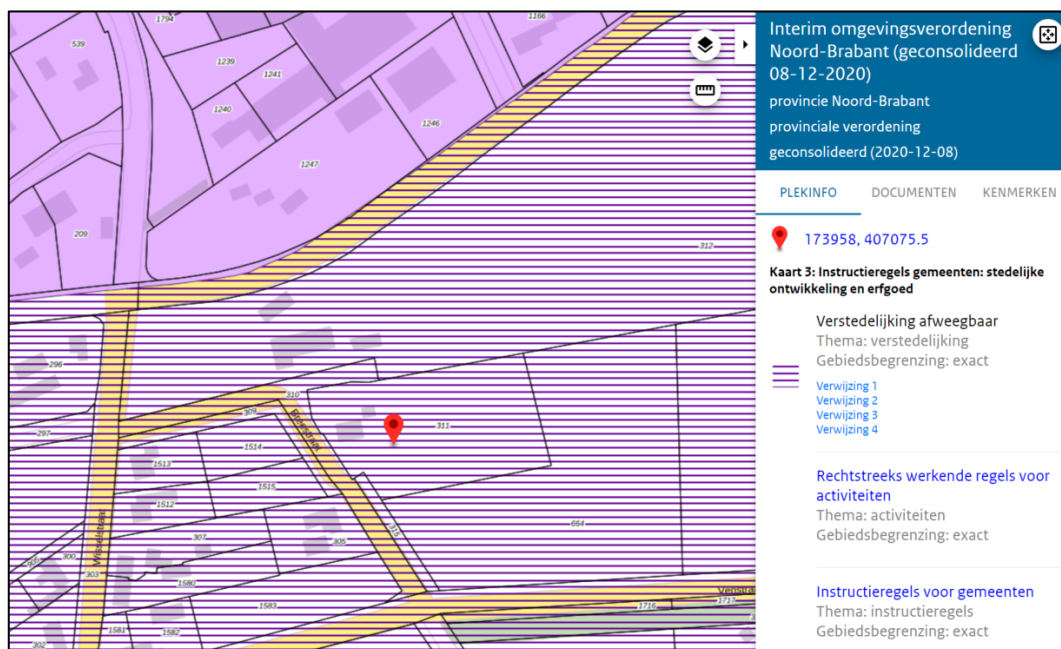 1794
539
1166
1239
1241
1240
1246
1247
209
312
296
310
309
297
311
1514
1513
1515
1512
Wisselstraat
307
305
315
654
300
303
1580
1583
1581
1582
302
1716
1717
Interim omgevingsverordening
Noord-Brabant (geconsolideerd
08-12-2020)
provincie Noord-Brabant
provinciale verordening
geconsolideerd (2020-12-08)
PLEKINFO DOCUMENTEN KENMERKEN
173958, 407075.5
Kaart 3: Instructieregels gemeenten: stedelijke
ontwikkeling en erfgoed
Verstedelijking afweegbaar
Thema: verstedelijking
Gebiedsbegrenzing: exact
Verwijzing 1
Verwijzing 2
Verwijzing 3
Verwijzing 4
Rechtstreeks werkende regels voor
activiteiten
Thema: activiteiten
Gebiedsbegrenzing: exact
Instructieregels voor gemeenten
Thema: instructieregels
Gebiedsbegrenzing: exact